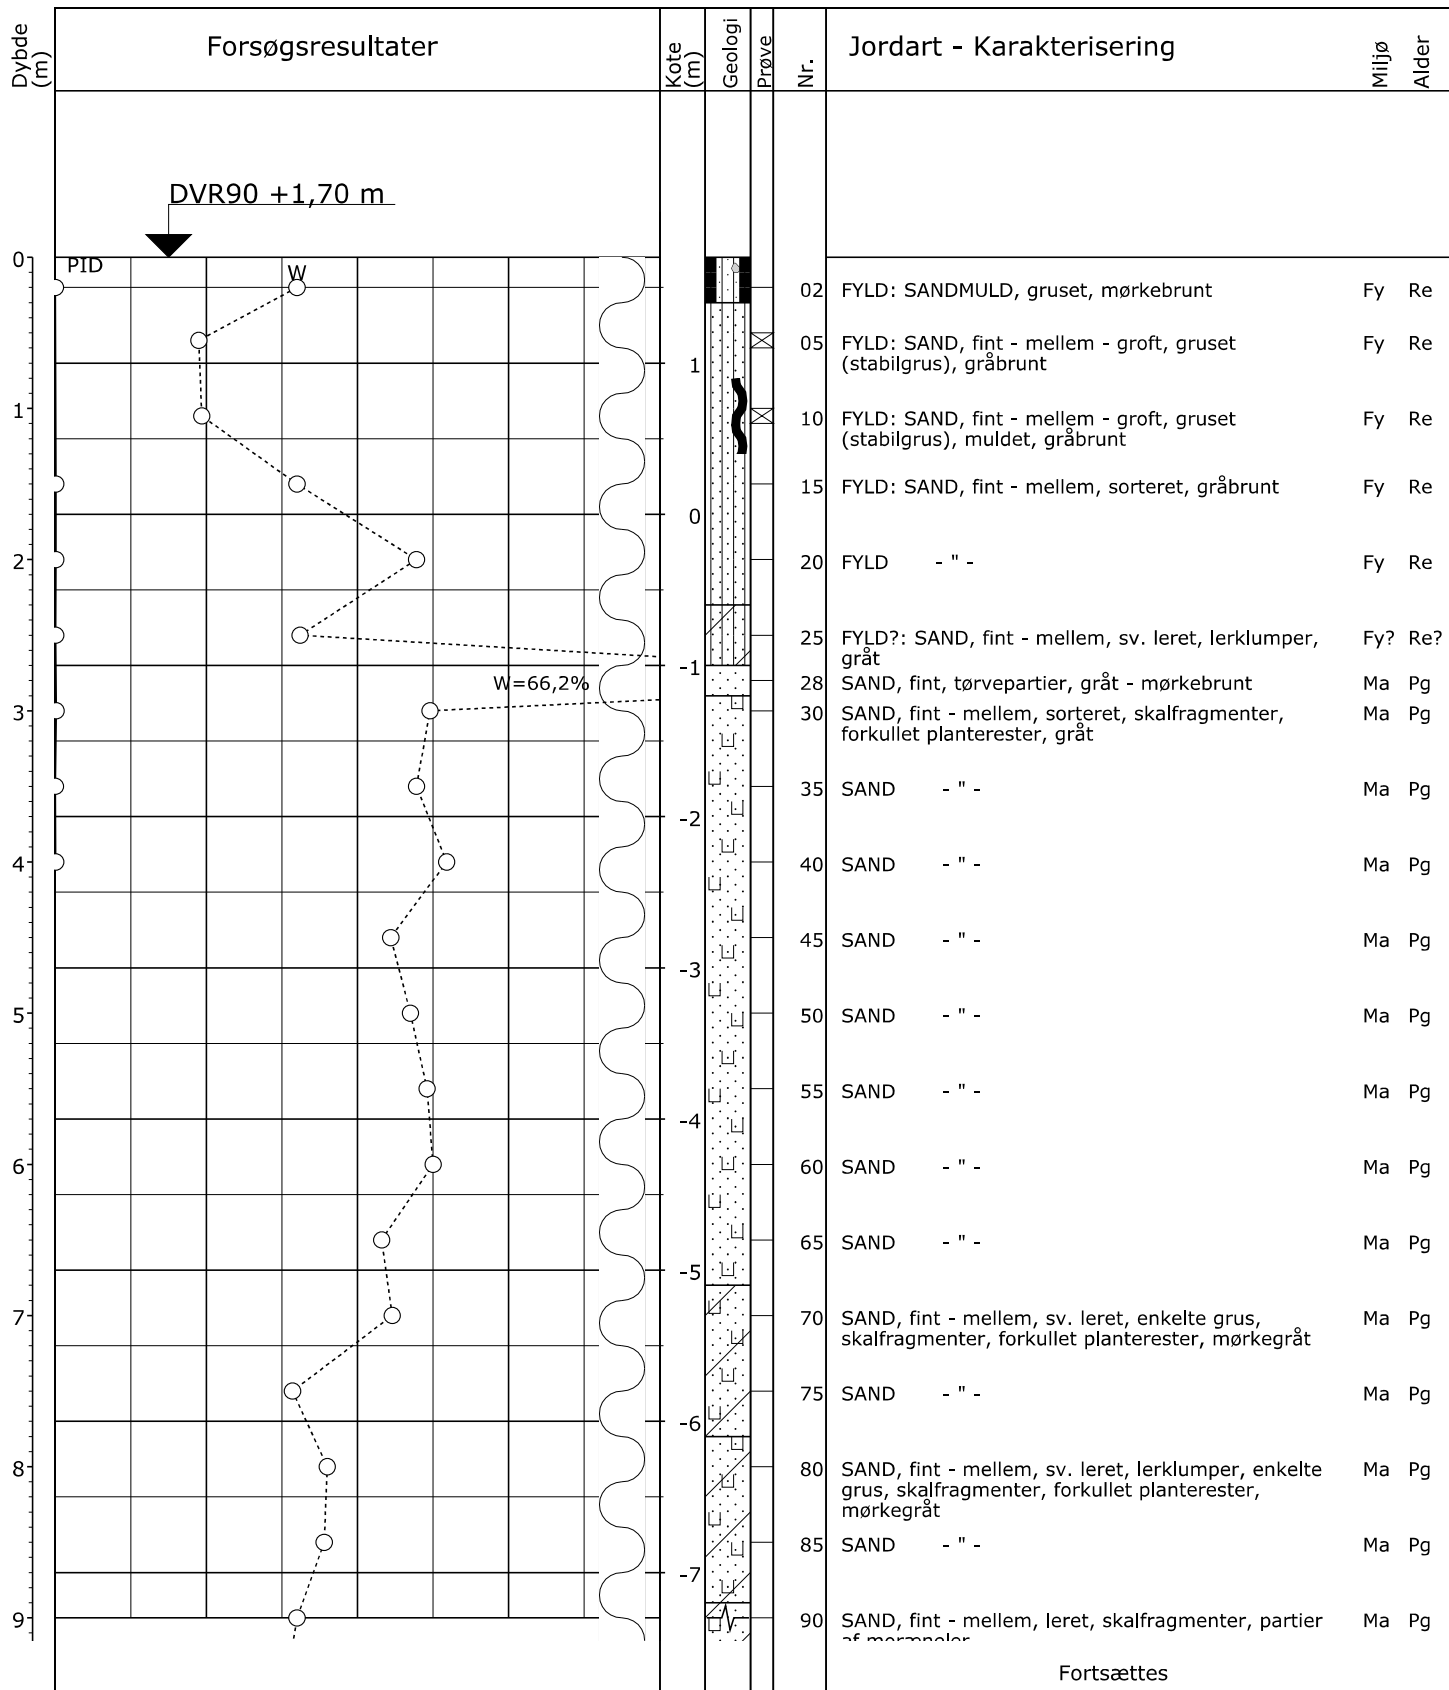 Dybde (m)
Forsøgsresultater
Kote (m)
Geologi
Prøve
Nr.
Jordart - Karakterisering
Miljø
Alder
DVR90 +1,70 m
0
PID
W
02 FYLD: SANDMULD, gruset, mørkebrunt Fy Re
05 FYLD: SAND, fint - mellem - groft, gruset Fy Re
(stabilgrus), gråbrunt
1
1
10 FYLD: SAND, fint - mellem - groft, gruset Fy Re
(stabilgrus), muldet, gråbrunt
15 FYLD: SAND, fint - mellem, sorteret, gråbrunt Fy Re
0
2
20 FYLD - " - Fy Re
25 FYLD?: SAND, fint - mellem, sv. leret, lerklumper, Fy? Re?
gråt
-1
W=66,2%
28 SAND, fint, tørvepartier, gråt - mørkebrunt Ma Pg
3
30 SAND, fint - mellem, sorteret, skalfragmenter, Ma Pg
forkullet planterester, gråt
35 SAND - " - Ma Pg
-2
4
40 SAND - " - Ma Pg
45 SAND - " - Ma Pg
-3
5
50 SAND - " - Ma Pg
55 SAND - " - Ma Pg
-4
6
60 SAND - " - Ma Pg
65 SAND - " - Ma Pg
-5
7
70 SAND, fint - mellem, sv. leret, enkelte grus, Ma Pg
skalfragmenter, forkullet planterester, mørkegråt
75 SAND - " - Ma Pg
-6
8
80 SAND, fint - mellem, sv. leret, lerklumper, enkelte Ma Pg
grus, skalfragmenter, forkullet planterester,
mørkegråt
85 SAND - " - Ma Pg
-7
9
90 SAND, fint - mellem, leret, skalfragmenter, partier Ma Pg
af moræneler
Fortsættes